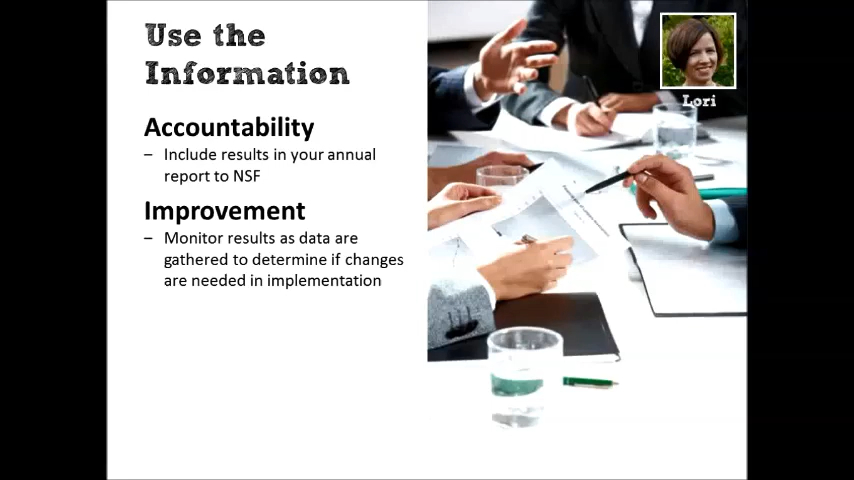 Use the
Information
Accountability
– Include results in your annual
report to NSF
Improvement
– Monitor results as data are
gathered to determine if changes
are needed in implementation
Lori